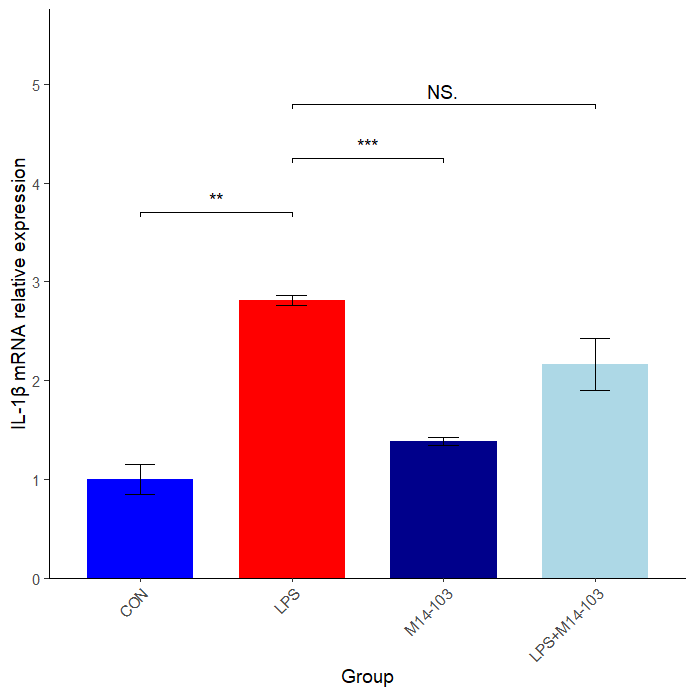 NS.
***
**
IL-1β mRNA relative expression
5
4
3
2
1
0
CON
LPS
M14-103
LPS+M14-103
Group